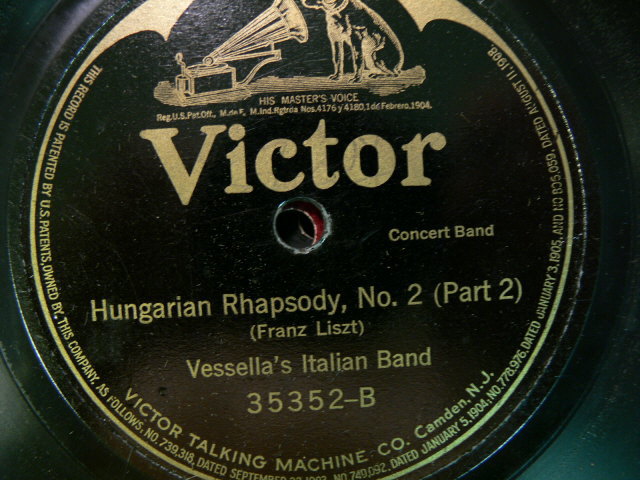 HIS MASTER'S VOICE
Reg.U.S.Pat.Off., M.de F., M.Ind.Rgtrda Nos.4176 y 4180,1 de Febrero,1904.
Victor
Concert Band
Hungarian Rhapsody, No. 2 (Part 2)
(Franz Liszt)
Vessella's Italian Band
35352-B
VICTOR TALKING MACHINE CO. Camden, N.J.
THIS RECORD IS PATENTED BY U.S. PATENTS, OWNED BY THIS COMPANY, AS FOLLOWS, NO. 739,318, DATED SEPTEMBER 22, 1903, NO 749,092, DATED JANUARY 5, 1904, NO. 778,976, DATED JANUARY 3, 1905, AND NO 835,059, DATED AUGUST 11, 1908